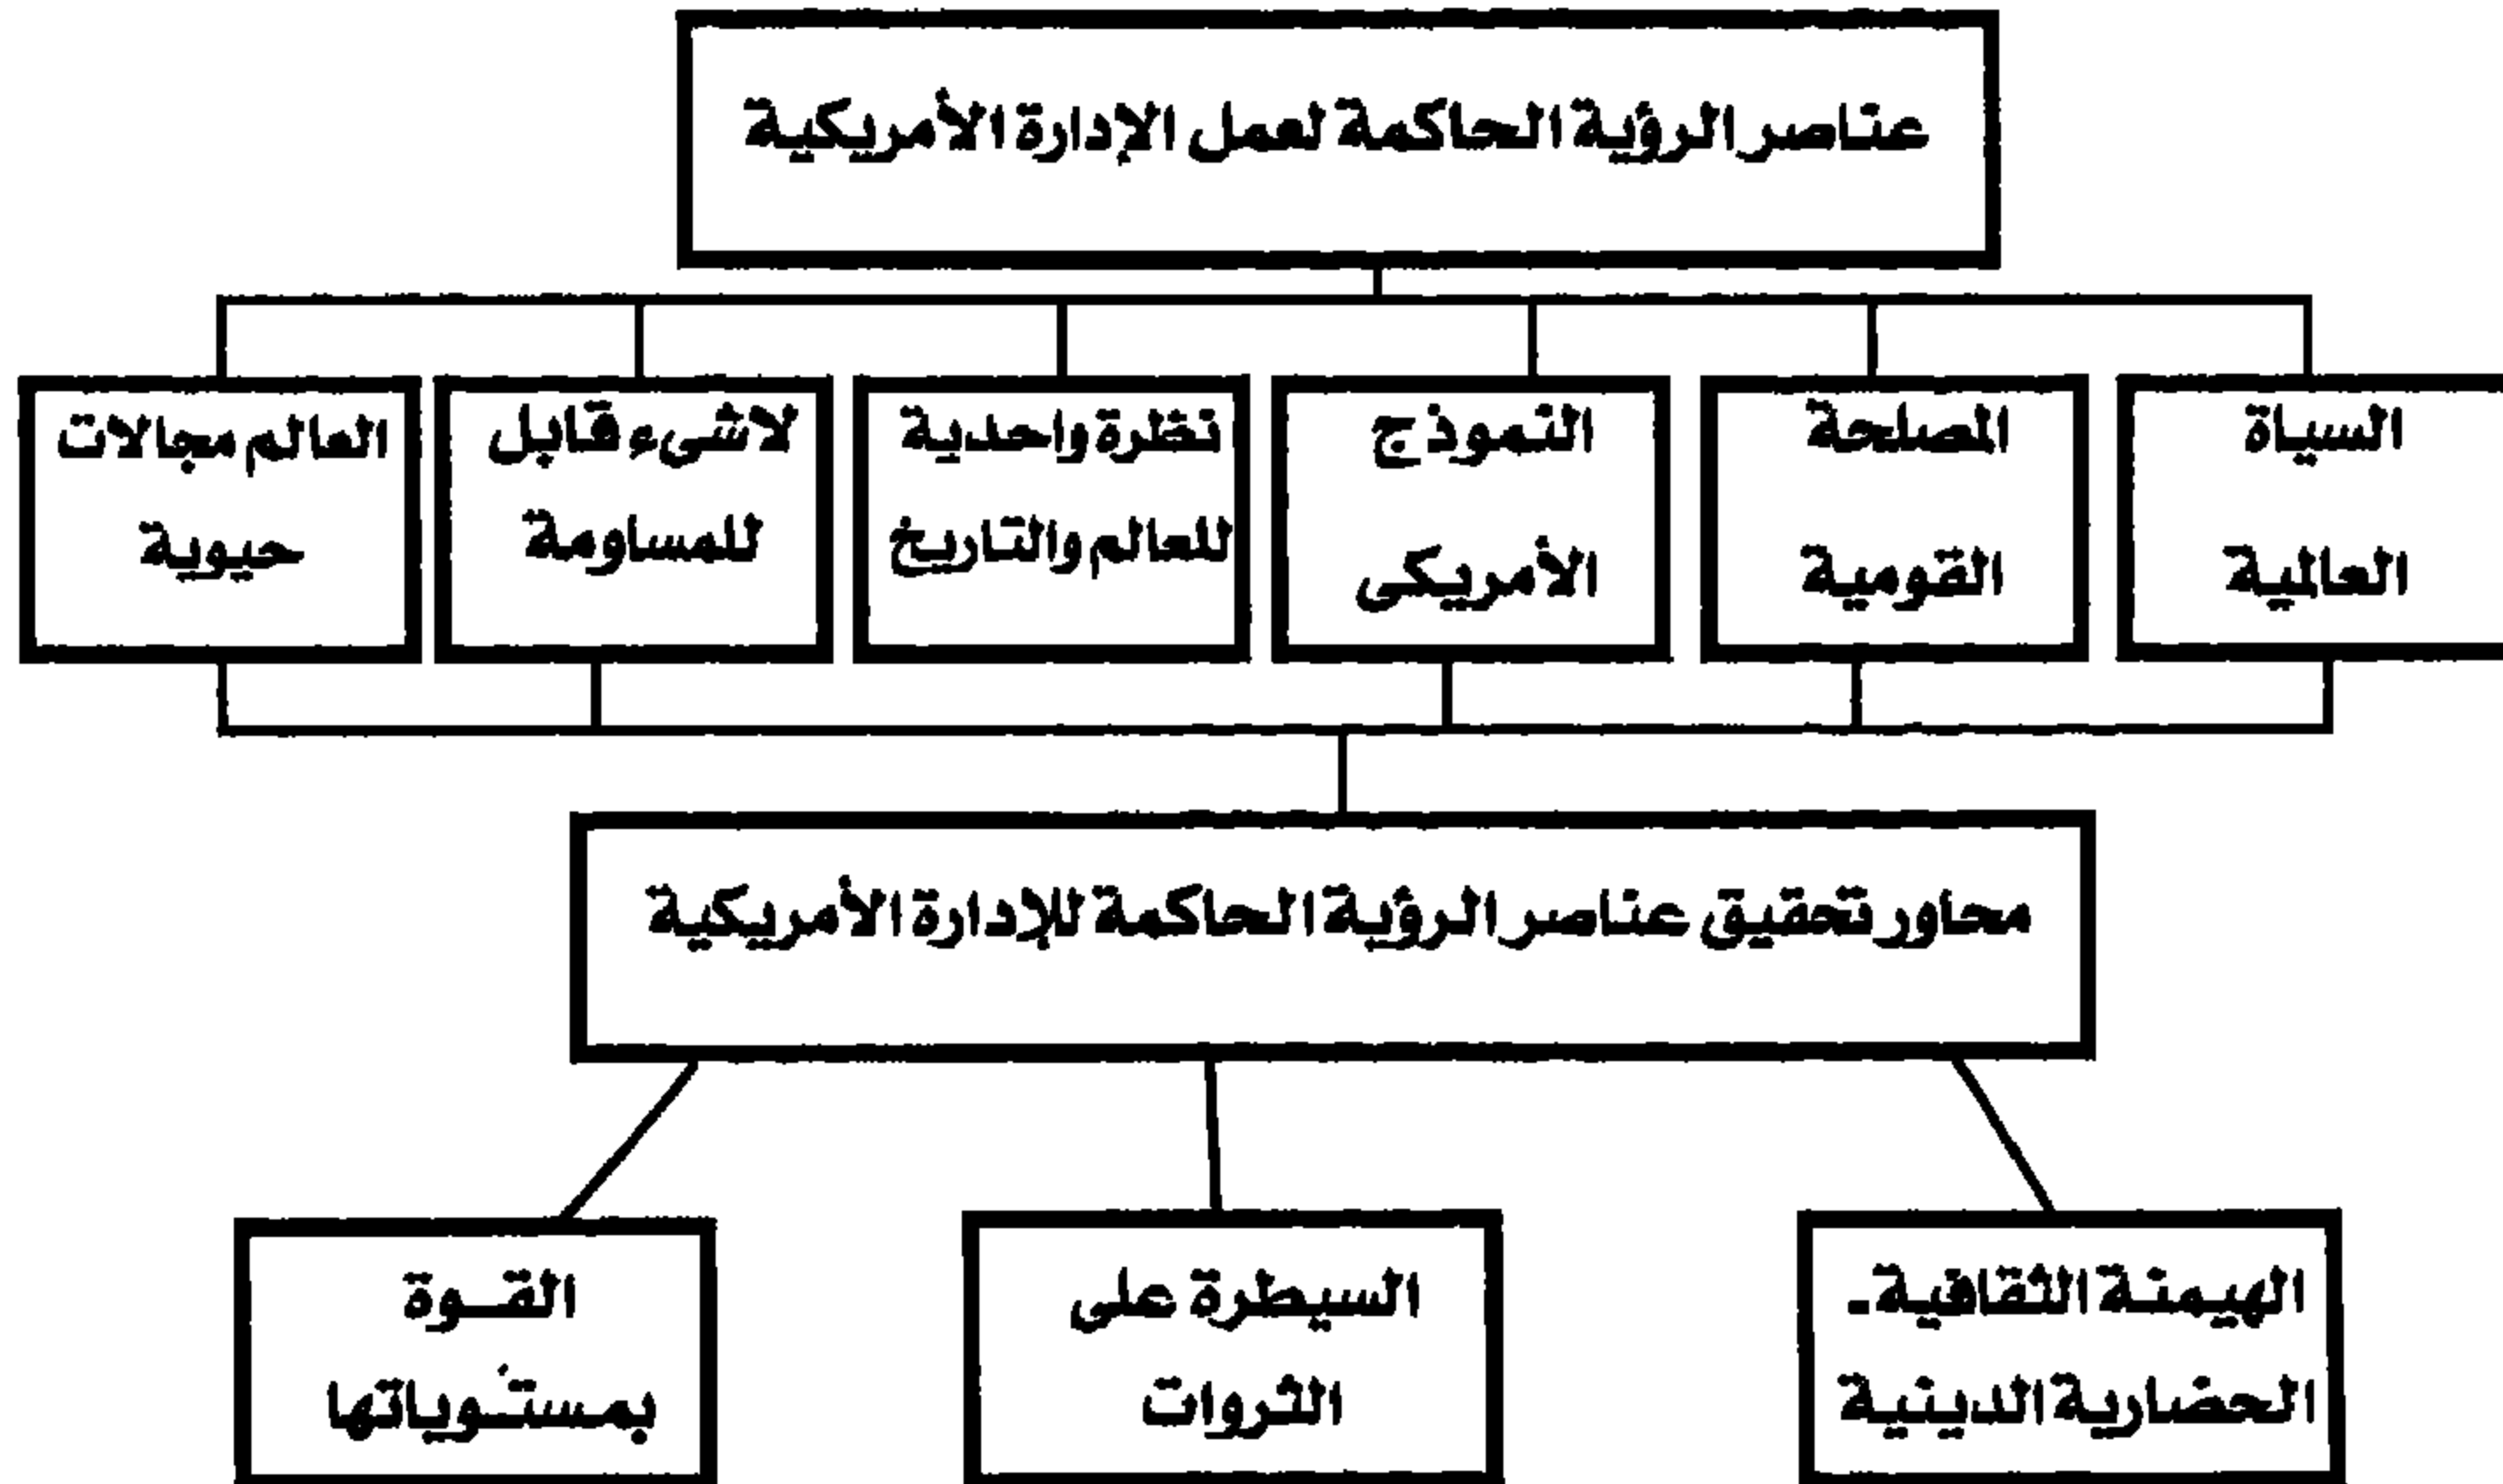 عناصر الرؤية الحاكمة لعمل الإدارة الأمريكية
السياة
العالمية
المصلحة
القومية
النموذج
الأمريكى
نظرة واحدية
للعالم والتاريخ
لاشىء قابل
للمساومة
العالم مجالات
حيوية
محاور تحقيق عناصر الرؤية الحاكمة للإدارة الأمريكية
الهيمنة الثقافية-
الحضارية الدينية
السيطرة على
الثروات
القوة
بمستوياتها